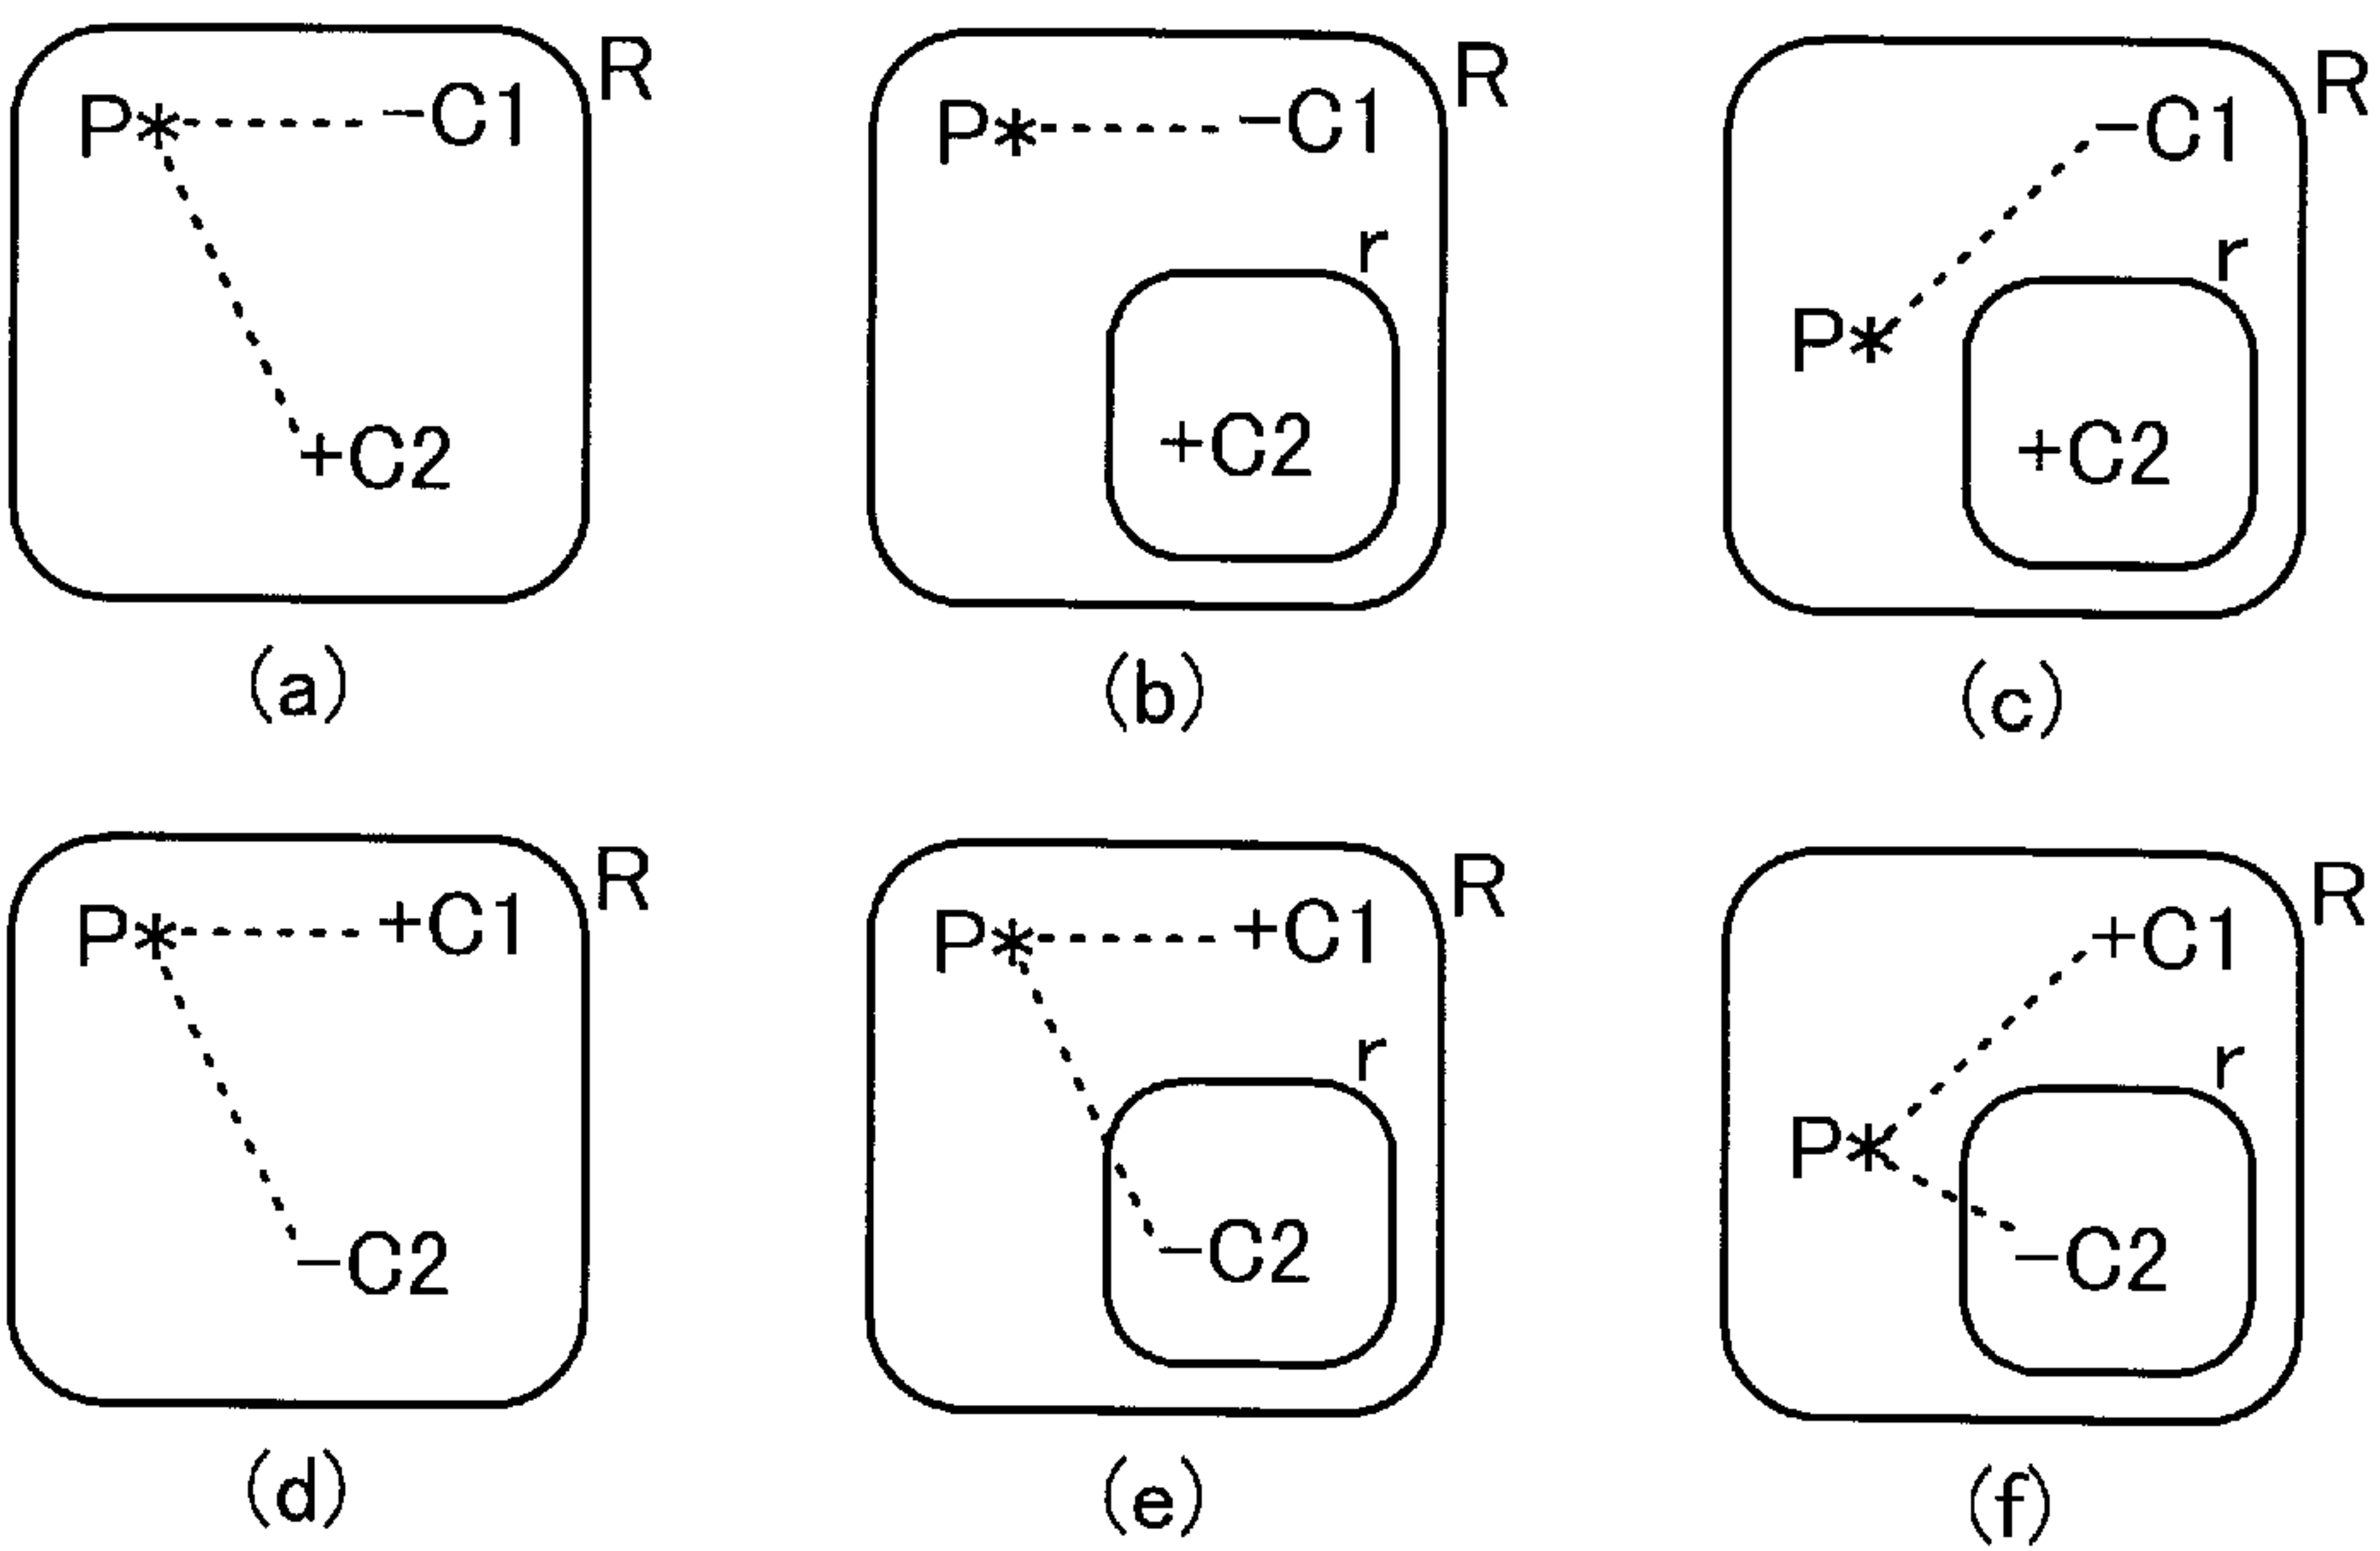 R
P* -C1
+C2
(a)
R
P* -C1
r
+C2
(b)
R
-C1
r
P*
+C2
(c)
R
P* +C1
-C2
(d)
R
P* +C1
r
-C2
(e)
R
+C1
r
P*
-C2
(f)